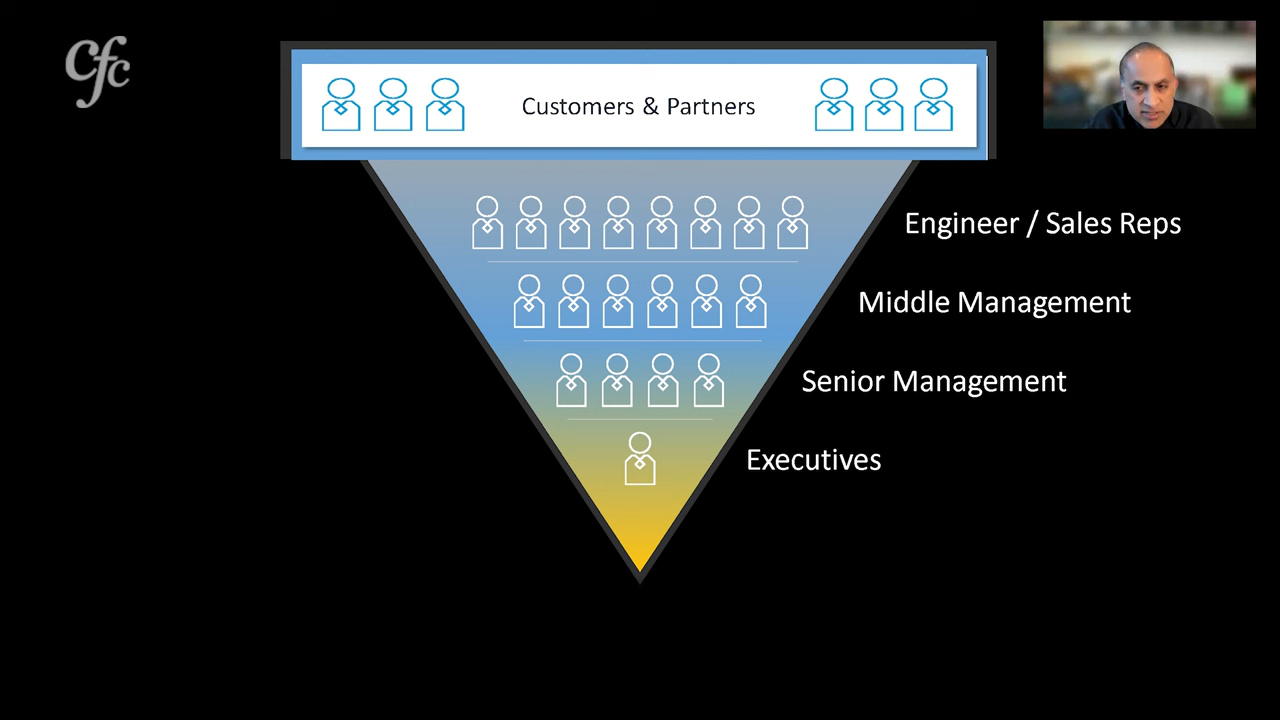 cfc
Customers & Partners
Engineer / Sales Reps
Middle Management
Senior Management
Executives